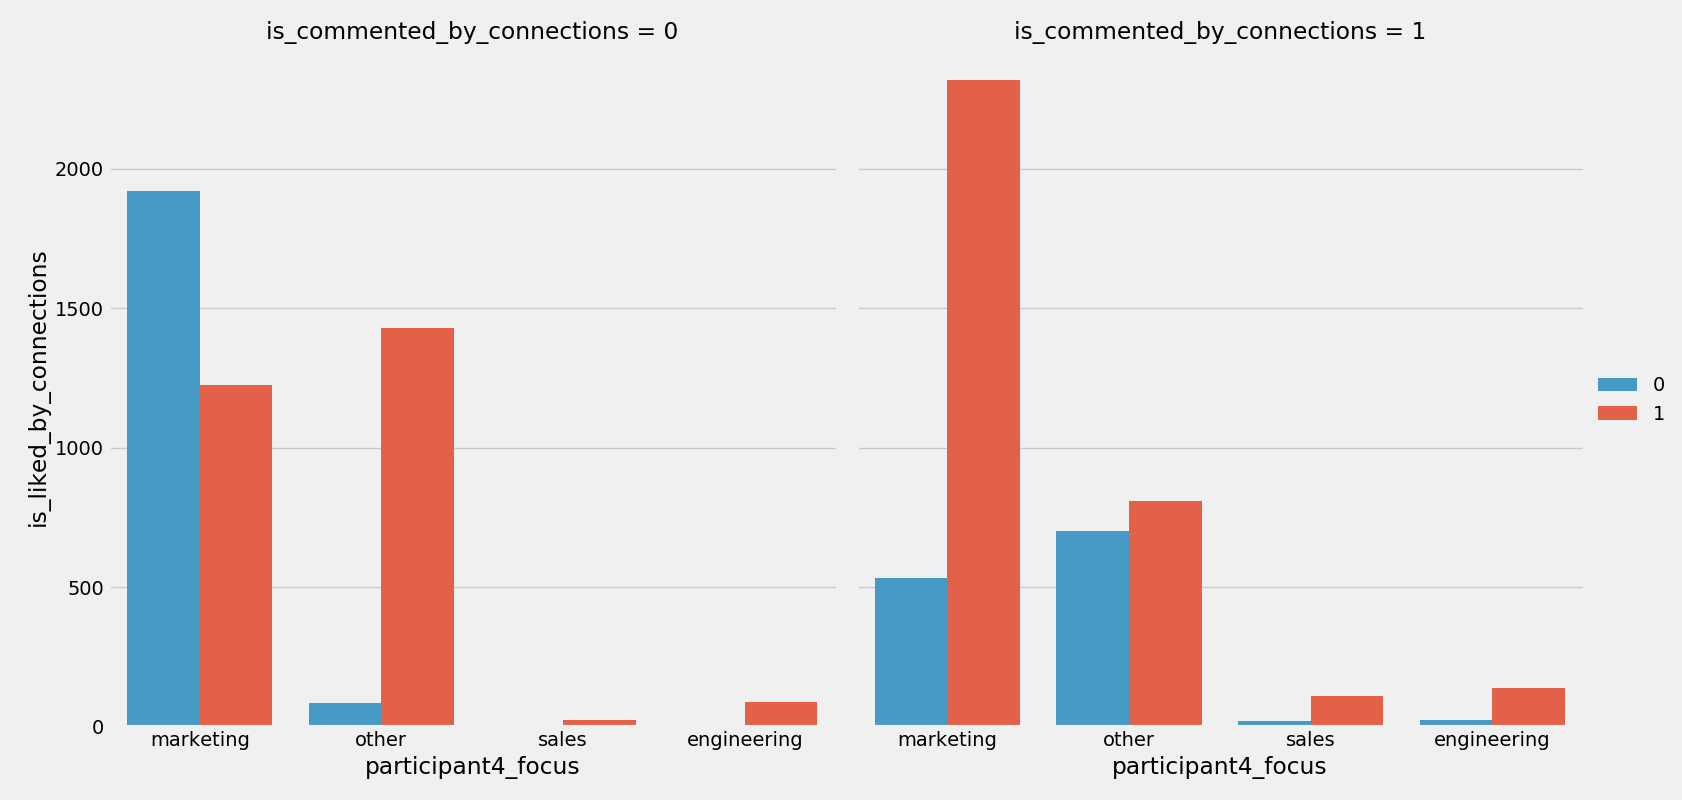 is_commented_by_connections = 0
is_commented_by_connections = 1
is_liked_by_connections
2000
1500
1000
500
0
marketing other sales engineering
marketing other sales engineering
participant4_focus
participant4_focus
0
1